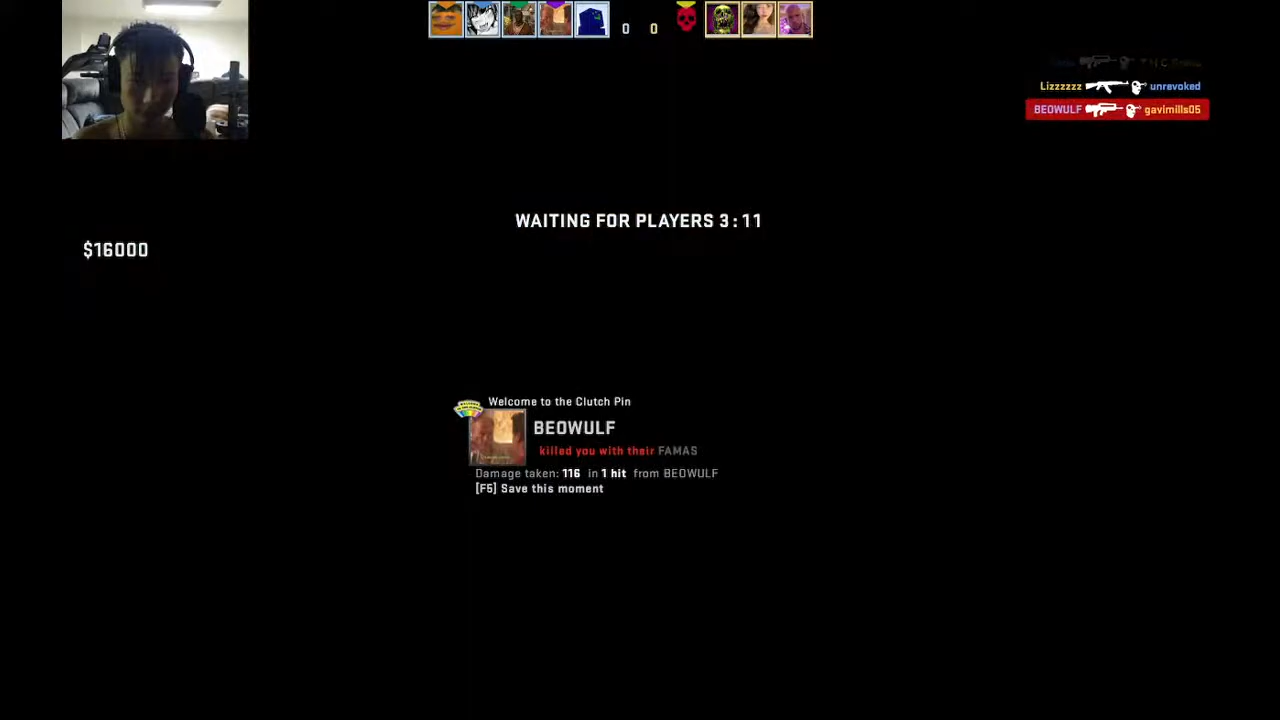 0 0
Lizzzzzz unrevoked
BEOWULF gavimills05
WAITING FOR PLAYERS 3:11
$16000
Welcome to the Clutch Pin
BEOWULF
killed you with their FAMAS
Damage taken: 116 in 1 hit from BEOWULF
[F5] Save this moment